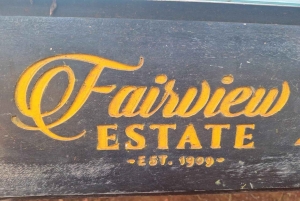 Fairview
ESTATE
-EST. 1909-